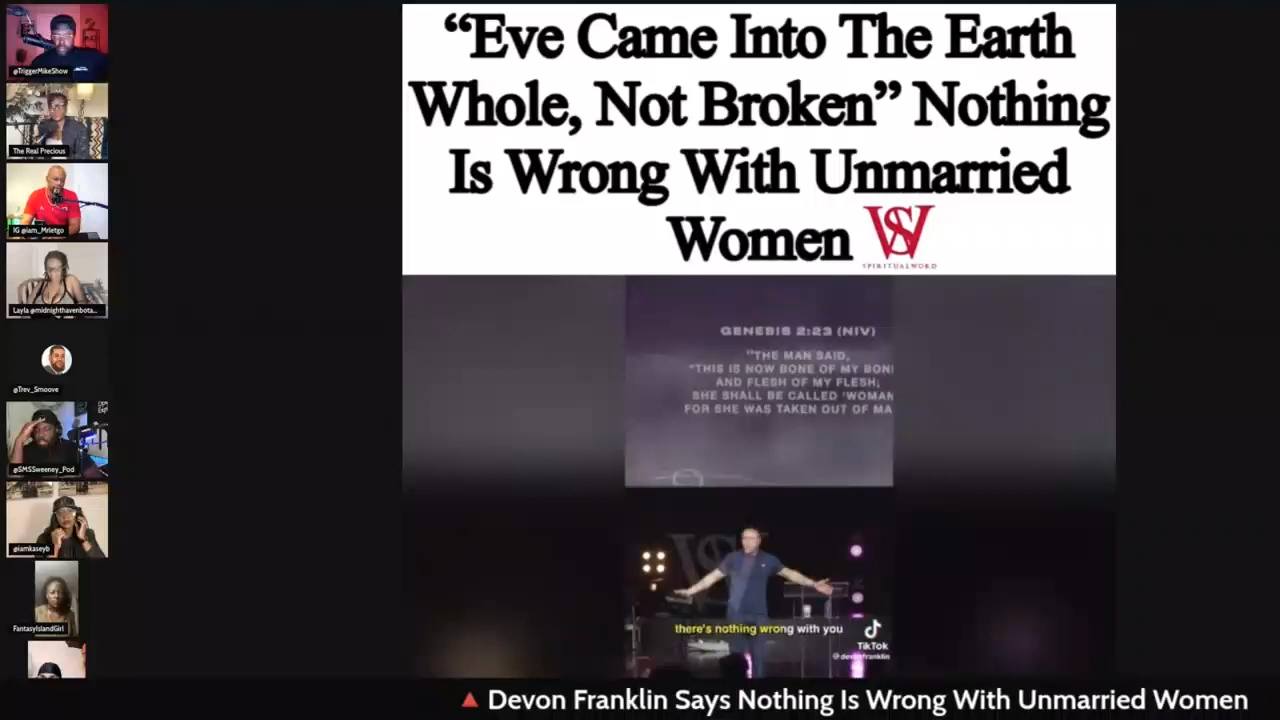 @TriggerMikeShow
The Real Precious
IG @iam_Mrletgo
Layla @midnighthavenbota...
@Trev_Smoove
@SMSSweeney_Pod
@iamkaseyb
FantasyIslandGirl
“Eve Came Into The Earth
Whole, Not Broken” Nothing
Is Wrong With Unmarried
Women
SPIRITUALWORD
GENESIS 2:23 (NIV)
"THE MAN SAID,
"THIS IS NOW BONE OF MY BON
AND FLESH OF MY FLESH;
SHE SHALL BE CALLED 'WOMAN
FOR SHE WAS TAKEN OUT OF MA
there's nothing wrong with you
TikTok
@devonfranklin
Devon Franklin Says Nothing Is Wrong With Unmarried Women